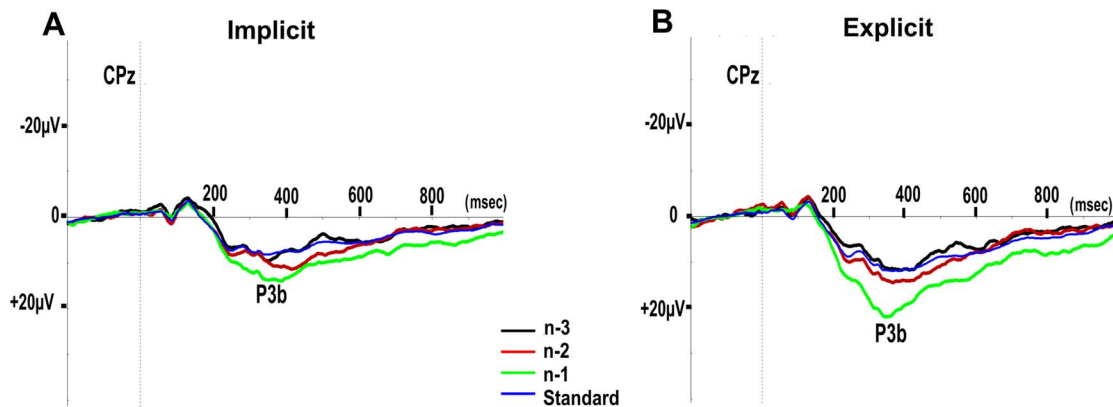 A
Implicit
CPz
-20µV
0
+20µV
200
400
600
800
(msec)
P3b
n-3
n-2
n-1
Standard
B
Explicit
CPz
-20µV
0
+20µV
200
400
600
800
(msec)
P3b